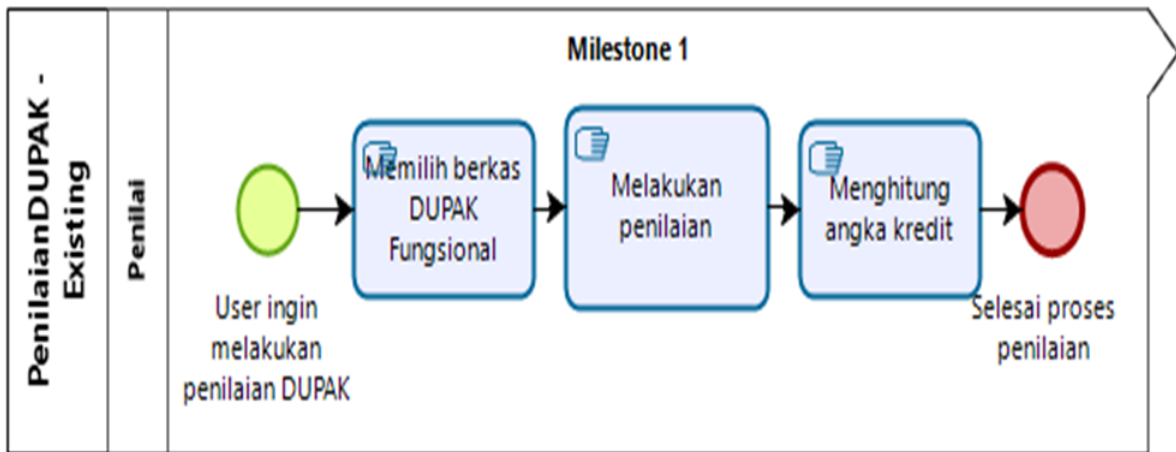 PenilaianDUPAK -
Existing
Penilai
Milestone 1
User ingin
melakukan
penilaian DUPAK
Memilih berkas
DUPAK
Fungsional
Melakukan
penilaian
Menghitung
angka kredit
Selesai proses
penilaian